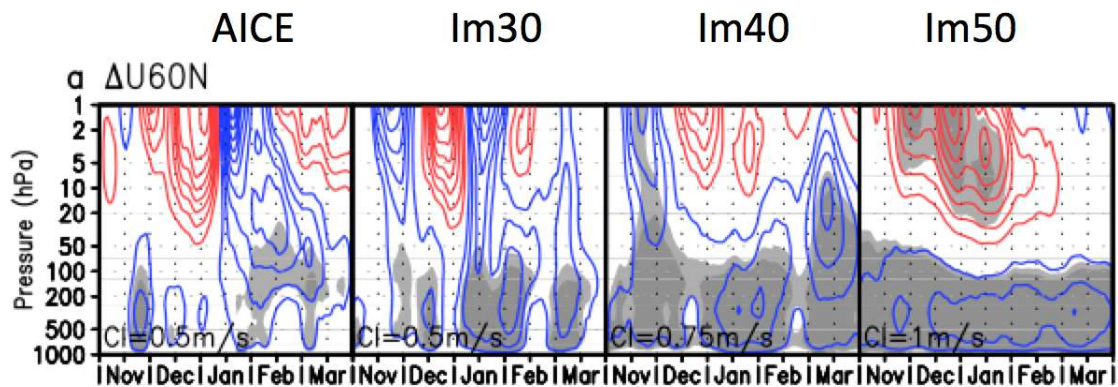 AICE Im30 Im40 Im50
a ΔU60N
Pressure (hPa)
1
2
5
10
20
50
100
200
500
1000
CI=0.5m/s CI=0.5m/s CI=0.75m/s CI=1m/s
Nov Dec Jan Feb Mar Nov Dec Jan Feb Mar Nov Dec Jan Feb Mar Nov Dec Jan Feb Mar